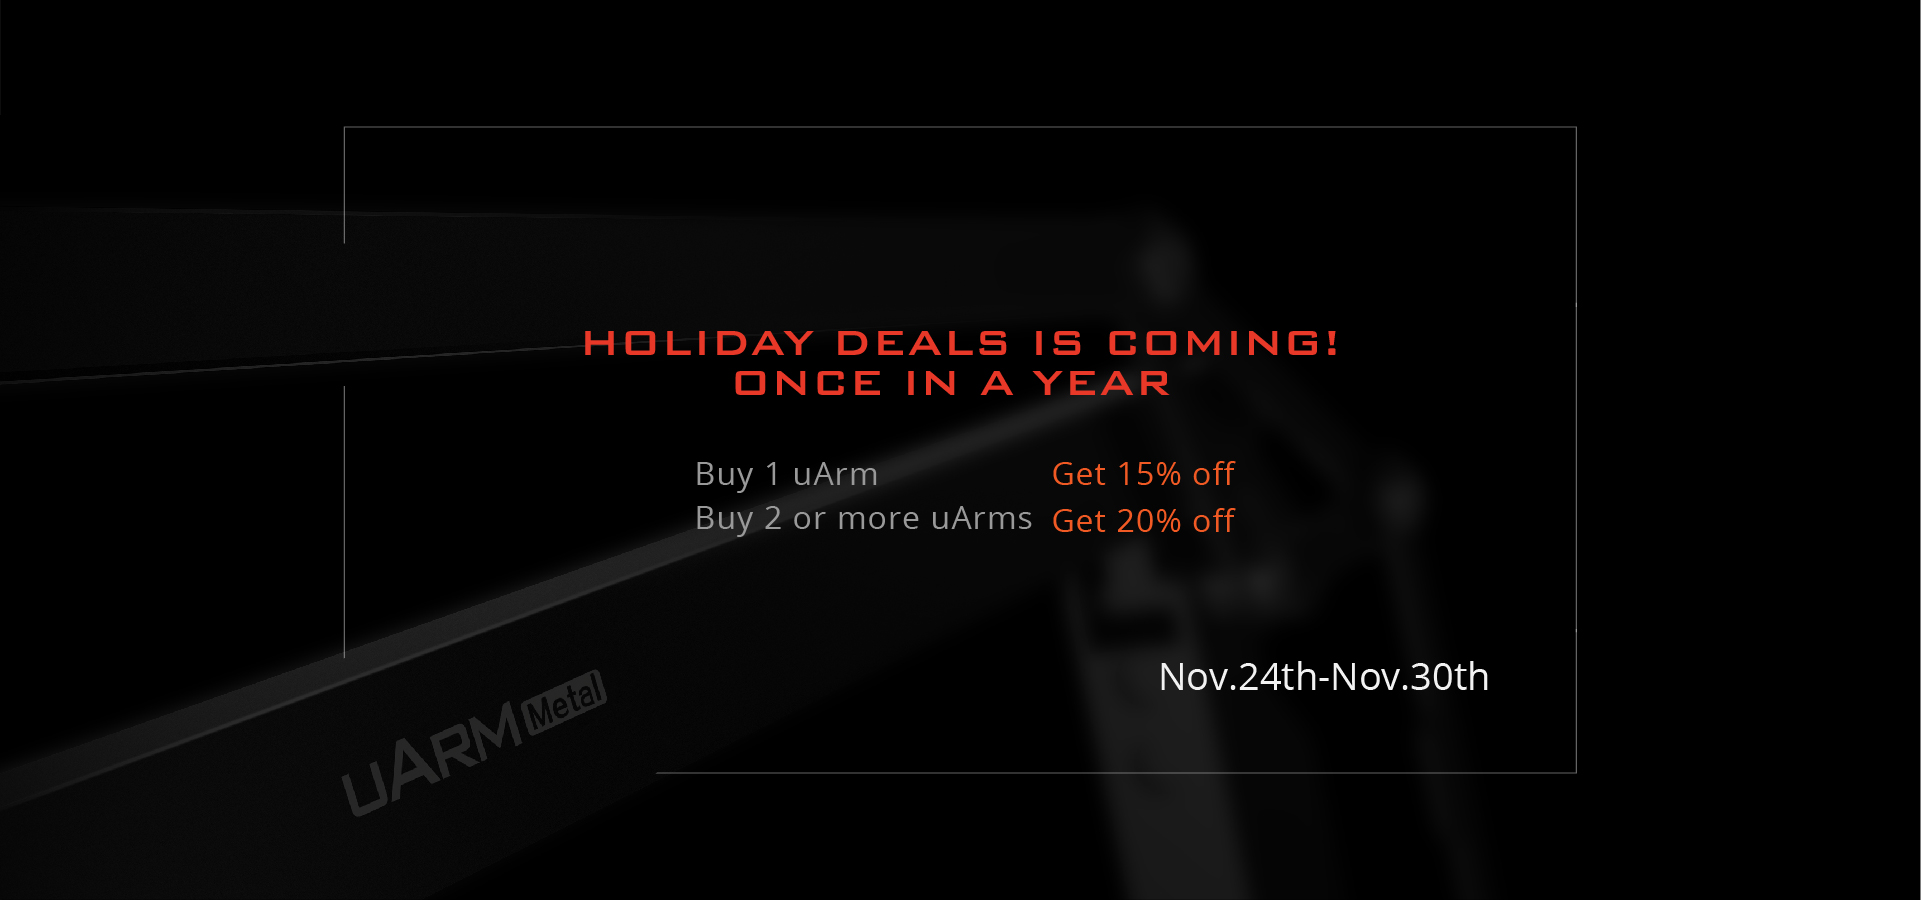 HOLIDAY DEALS IS COMING!
ONCE IN A YEAR
Buy 1 uArm Get 15% off
Buy 2 or more uArms Get 20% off
Nov.24th-Nov.30th
uARM Metal